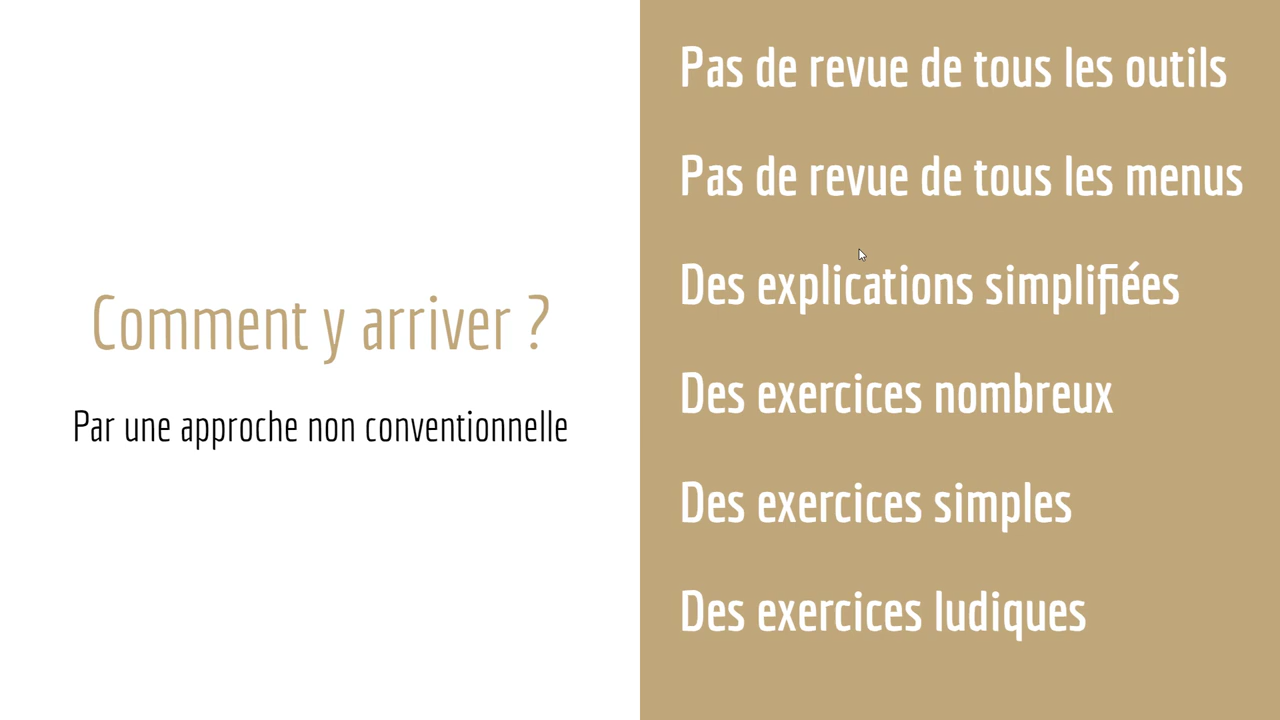 Comment y arriver ?
Par une approche non conventionnelle
Pas de revue de tous les outils
Pas de revue de tous les menus
Des explications simplifiées
Des exercices nombreux
Des exercices simples
Des exercices ludiques